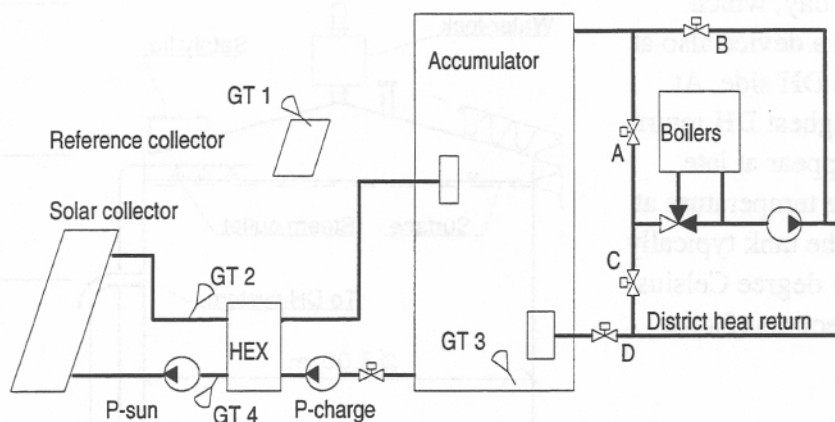 GT 1
Reference collector
Solar collector
GT 2
HEX
P-sun
GT 4
P-charge
Accumulator
GT 3
A
B
Boilers
C
D
District heat return